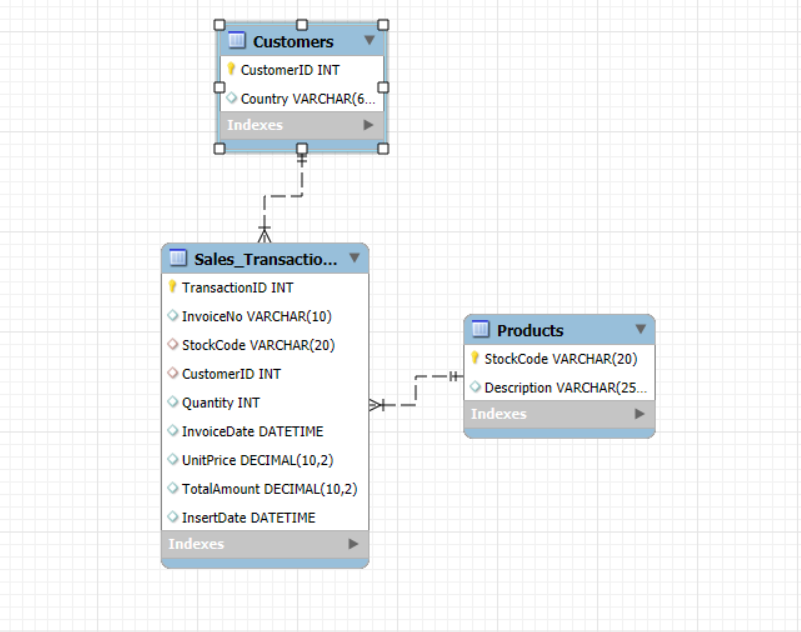 Customers
CustomerID INT
Country VARCHAR(6...
Indexes
Sales_Transactio...
TransactionID INT
InvoiceNo VARCHAR(10)
StockCode VARCHAR(20)
CustomerID INT
Quantity INT
InvoiceDate DATETIME
UnitPrice DECIMAL(10,2)
TotalAmount DECIMAL(10,2)
InsertDate DATETIME
Indexes
Products
StockCode VARCHAR(20)
Description VARCHAR(25...
Indexes